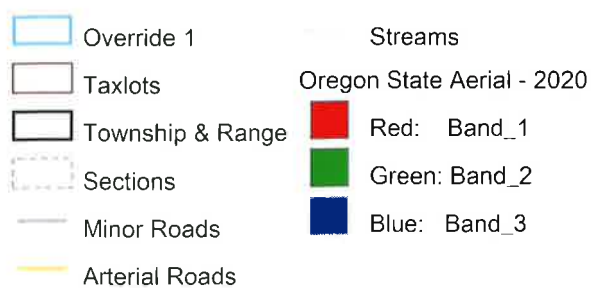 Override 1
Taxlots
Township & Range
Sections
Minor Roads
Arterial Roads
Streams
Oregon State Aerial - 2020
Red: Band_1
Green: Band_2
Blue: Band_3